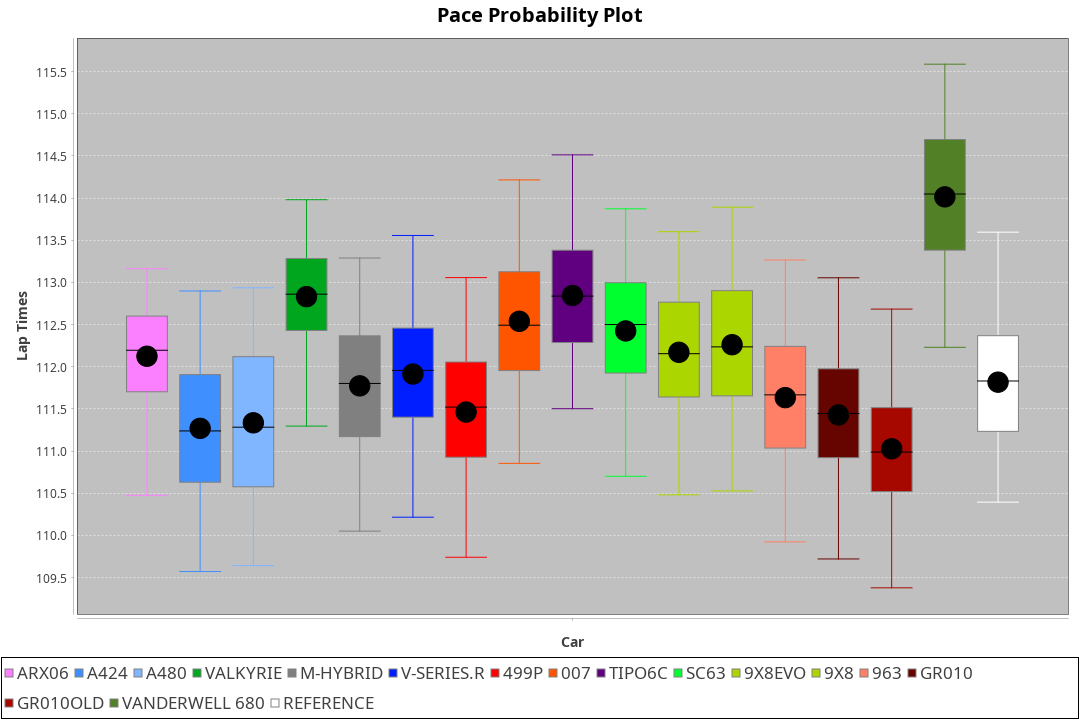 Pace Probability Plot
115.5
115.0
114.5
114.0
113.5
113.0
112.5
112.0
111.5
111.0
110.5
110.0
109.5
Lap Times
Car
ARX06 A424 A480 VALKYRIE M-HYBRID V-SERIES.R 499P 007 TIPO6C SC63 9X8EVO 9X8 963 GR010
GR010OLD VANDERWELL 680 REFERENCE